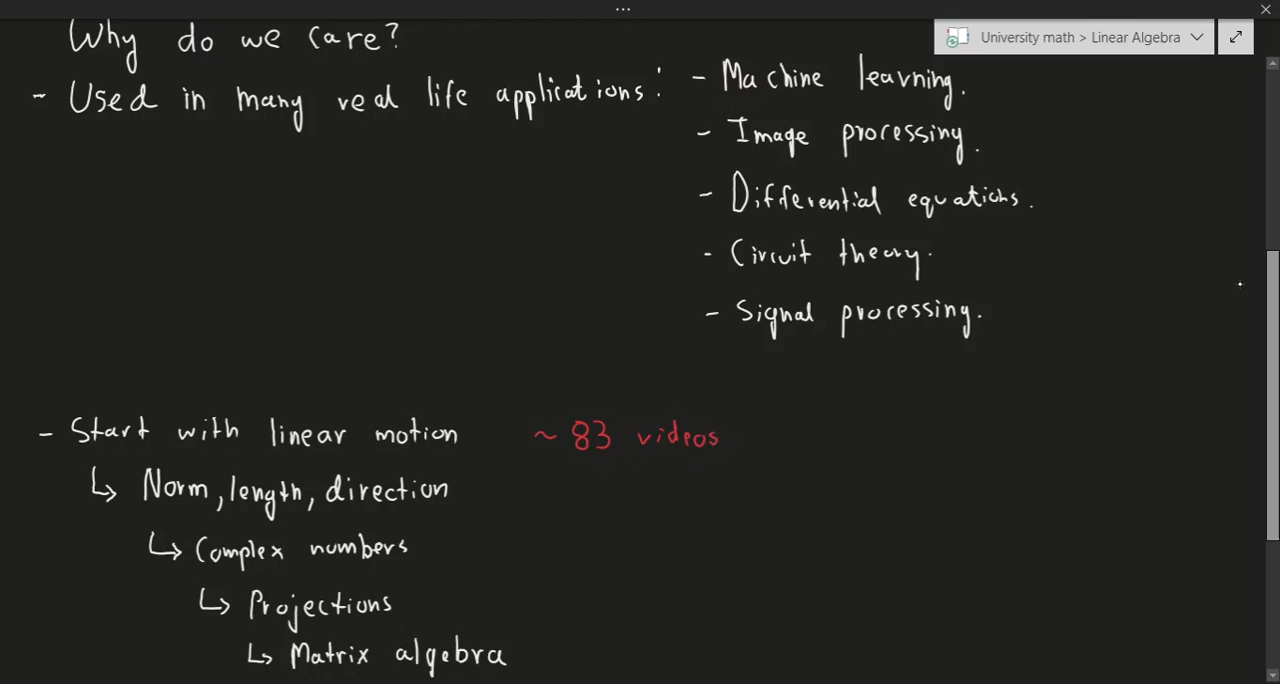 Why do we care?
University math > Linear Algebra
- Used in many real life applications: - Machine learning.
- Image processing.
- Differential equations.
- Circuit theory.
- Signal processing.
- Start with linear motion ~ 83 videos
↳ Norm, length, direction
↳ Complex numbers
↳ Projections
↳ Matrix algebra